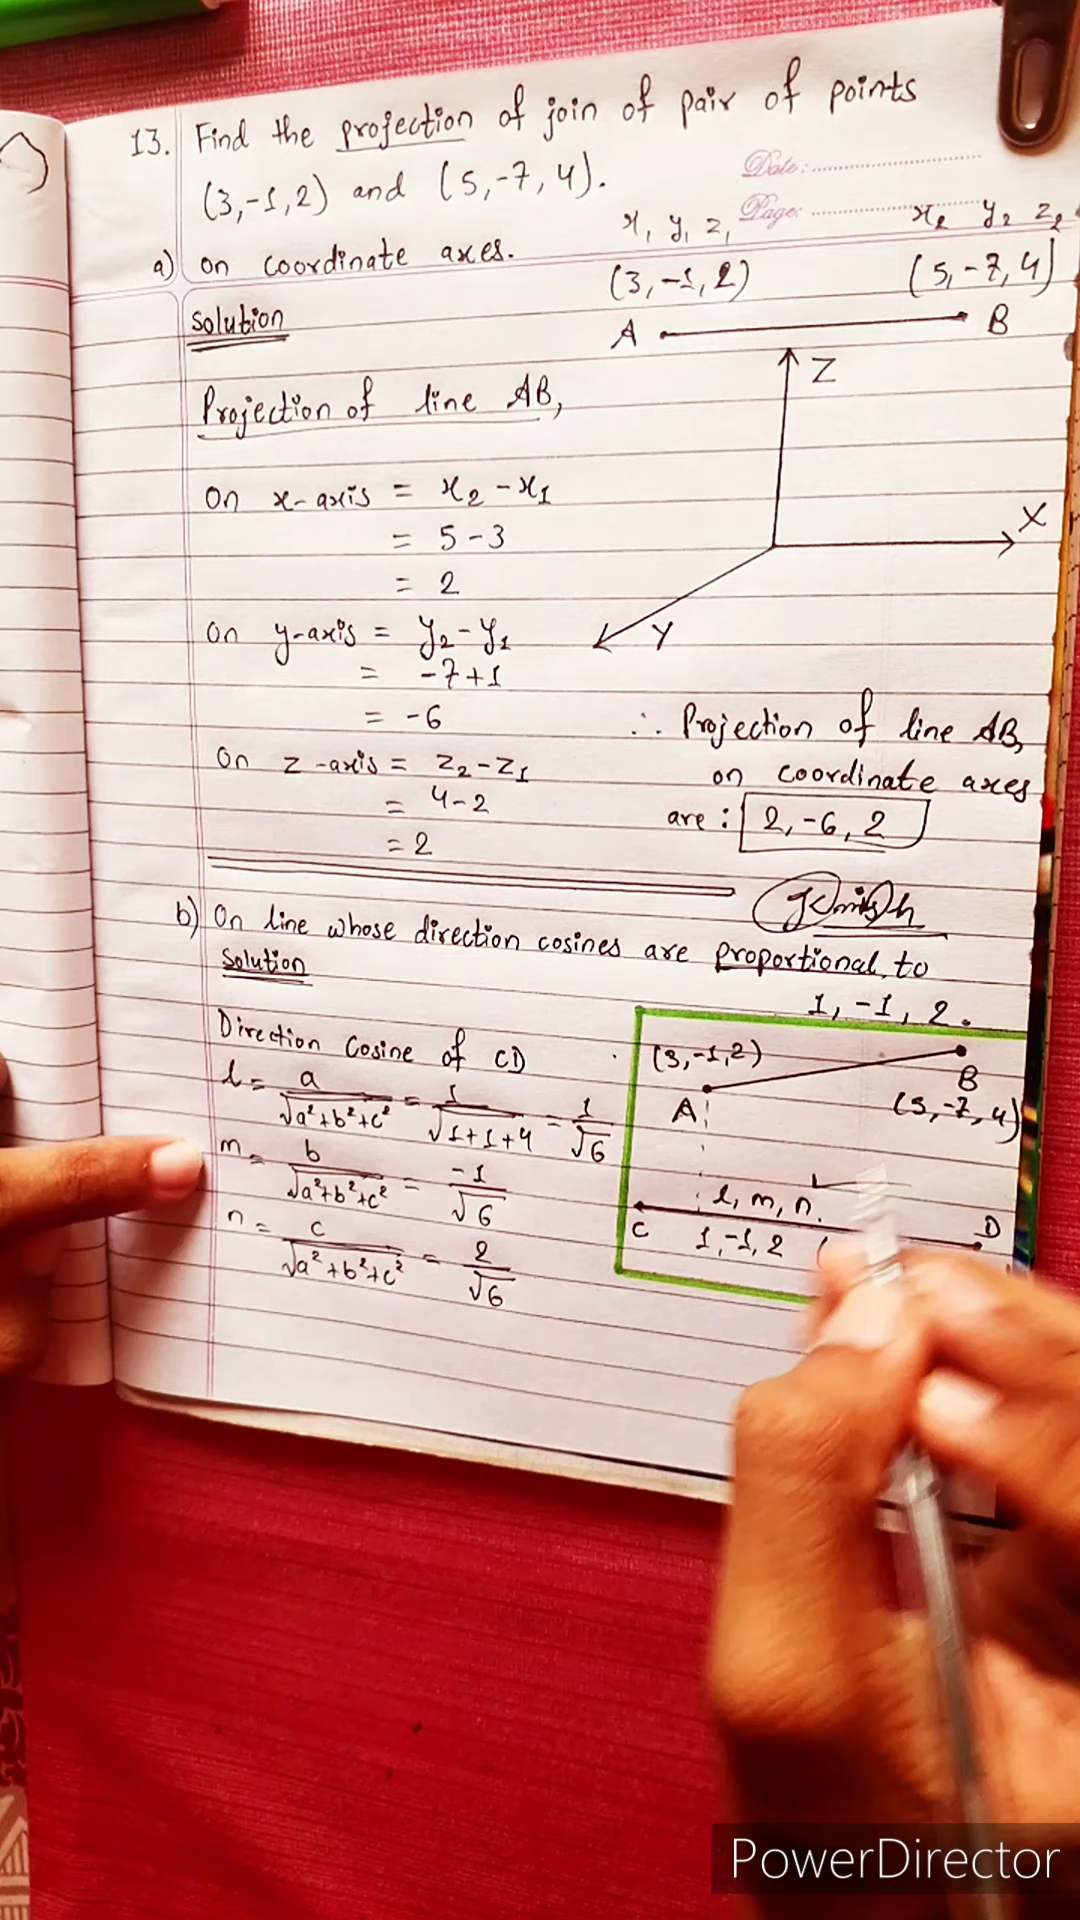 13. Find the projection of join of pair of points
(3,-1,2) and (5,-7,4).
Date:
Page:
a) on coordinate axes.
x₁ y₁ z₁
x₂ y₂ z₂
(3,-1,2)
(5,-7,4)
Solution
A
B
Z
Projection of line AB,
On x-axis = x₂-x₁
= 5-3
= 2
X
On y-axis = y₂-y₁
= -7+1
= -6
Y
On z-axis = z₂-z₁
= 4-2
= 2
∴ Projection of line AB,
on coordinate axes
are : 2,-6,2
b) On line whose direction cosines are proportional to
1,-1,2.
Solution
Direction Cosine of CD
l = a/√a²+b²+c² = 1/√1+1+4 = 1/√6
m = b/√a²+b²+c² = -1/√6
n = c/√a²+b²+c² = 2/√6
(3,-1,2)
A
B
(5,-7,4)
l, m, n.
C
D
1,-1,2
PowerDirector